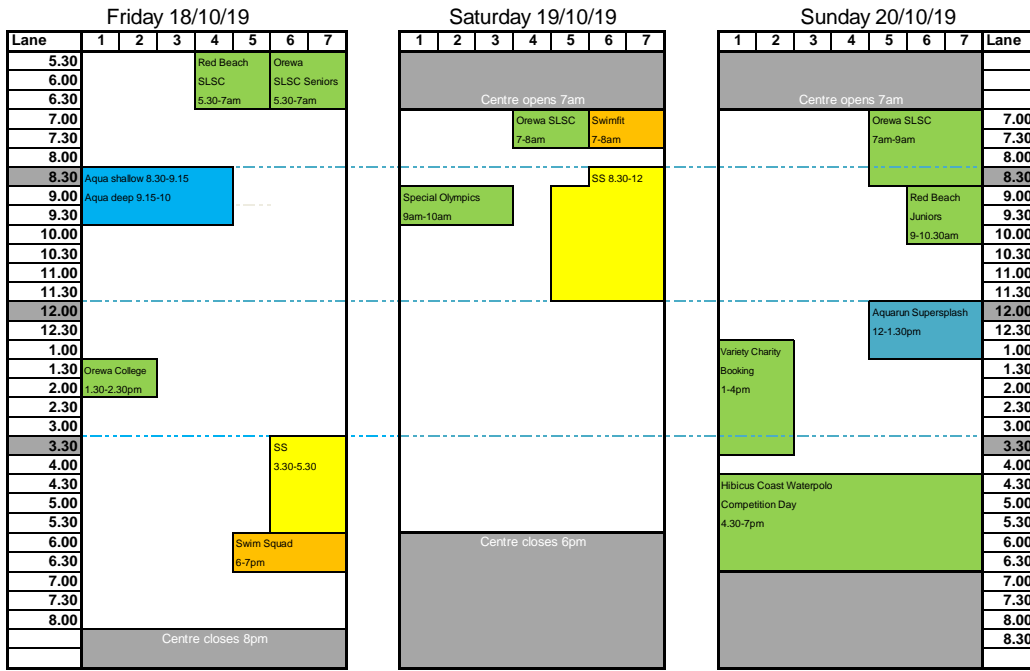 Friday 18/10/19
Saturday 19/10/19
Sunday 20/10/19
Lane 1 2 3 4 5 6 7
1 2 3 4 5 6 7
1 2 3 4 5 6 7 Lane
5.30
6.00
6.30
7.00
7.30
8.00
8.30
9.00
9.30
10.00
10.30
11.00
11.30
12.00
12.30
1.00
1.30
2.00
2.30
3.00
3.30
4.00
4.30
5.00
5.30
6.00
6.30
7.00
7.30
8.00
Red Beach
SLSC
5.30-7am
Orewa
SLSC Seniors
5.30-7am
Aqua shallow 8.30-9.15
Aqua deep 9.15-10
Orewa College
1.30-2.30pm
SS
3.30-5.30
Swim Squad
6-7pm
Centre closes 8pm
Centre opens 7am
Orewa SLSC
7-8am
Swimfit
7-8am
SS 8.30-12
Special Olympics
9am-10am
Centre closes 6pm
Centre opens 7am
Orewa SLSC
7am-9am
Red Beach
Juniors
9-10.30am
Aquarun Supersplash
12-1.30pm
Variety Charity
Booking
1-4pm
Hibicus Coast Waterpolo
Competition Day
4.30-7pm
7.00
7.30
8.00
8.30
9.00
9.30
10.00
10.30
11.00
11.30
12.00
12.30
1.00
1.30
2.00
2.30
3.00
3.30
4.00
4.30
5.00
5.30
6.00
6.30
7.00
7.30
8.00
8.30